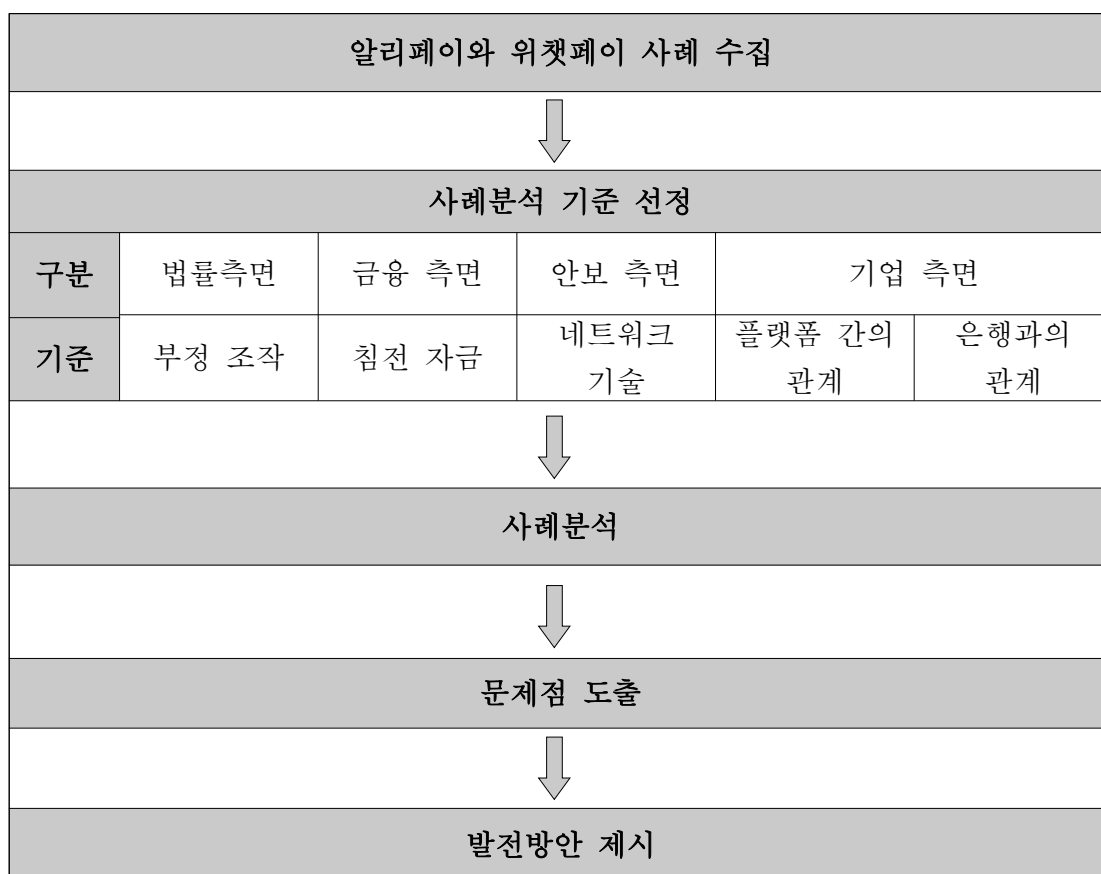 알리페이와 위챗페이 사례 수집
사례분석 기준 선정
구분 법률측면 금융 측면 안보 측면 기업 측면
기준 부정 조작 침전 자금 네트워크 기술 플랫폼 간의 관계 은행과의 관계
사례분석
문제점 도출
발전방안 제시